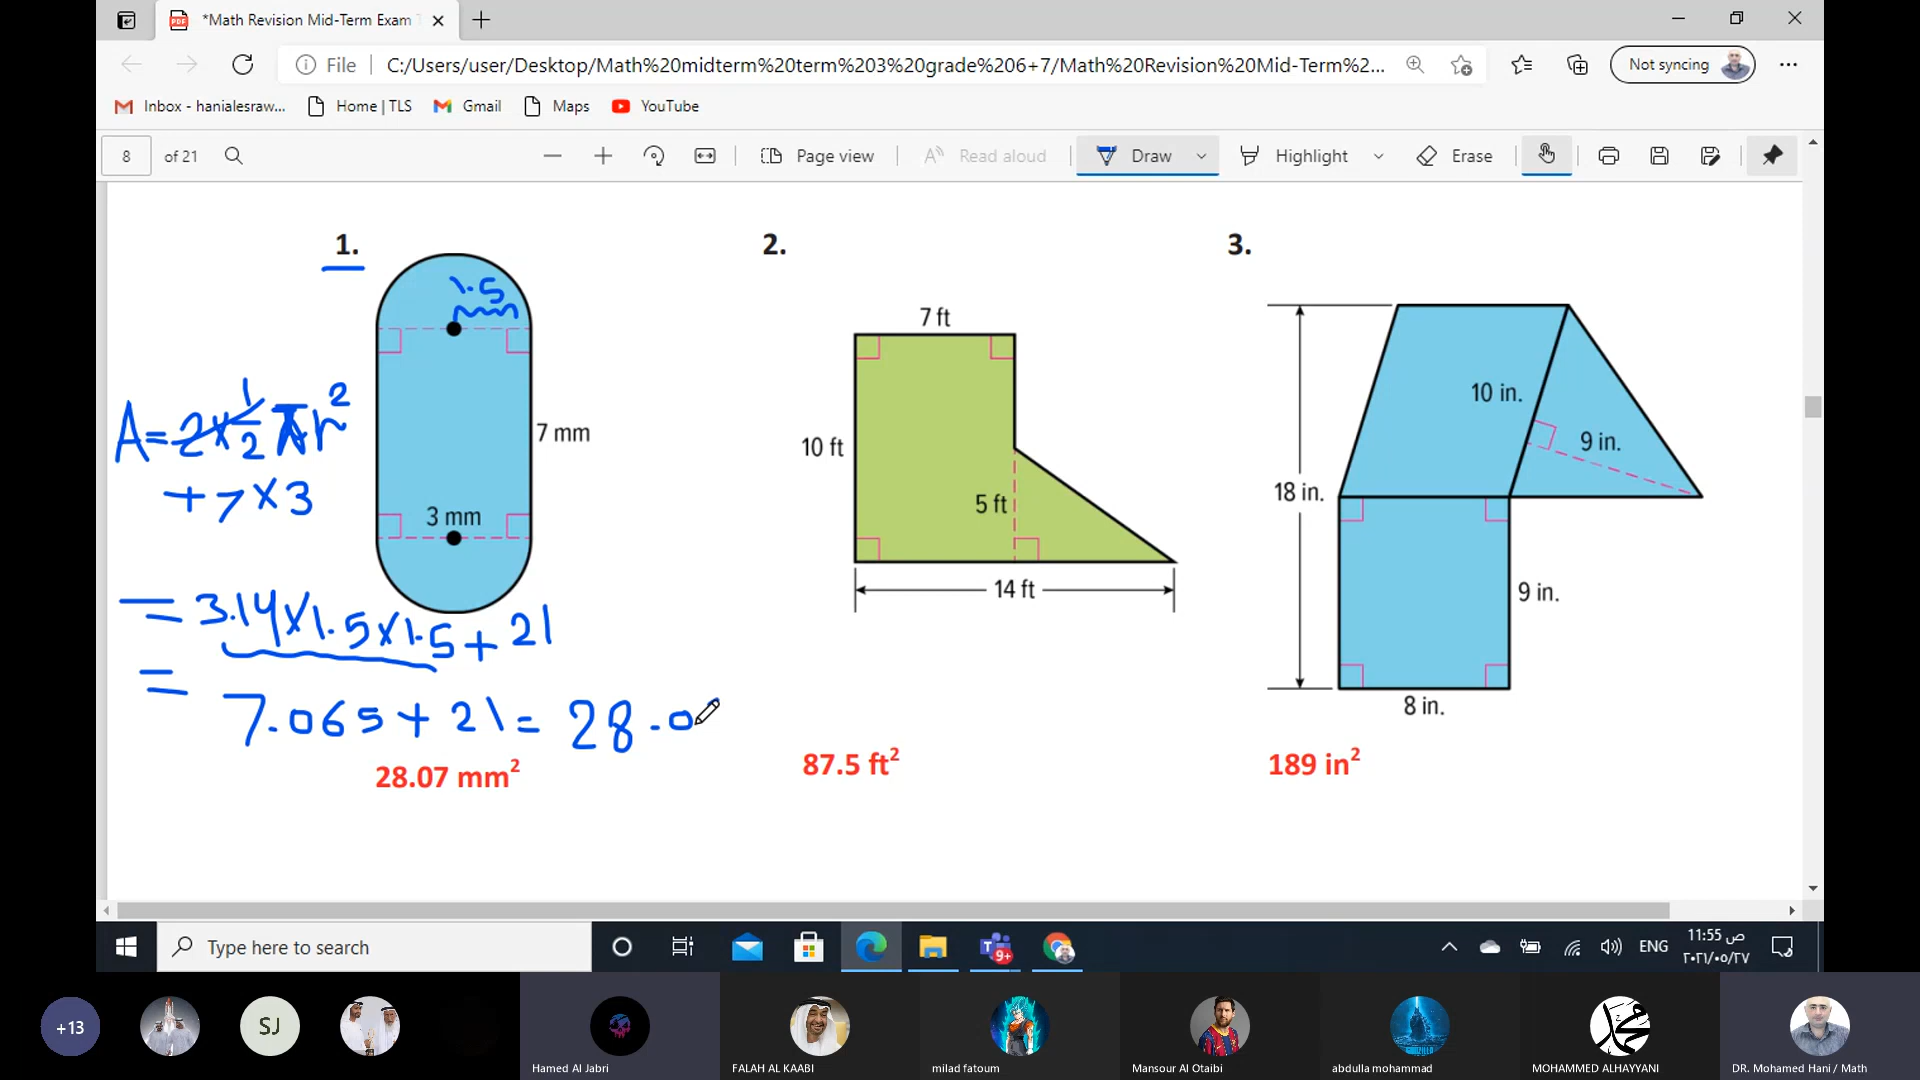 *Math Revision Mid-Term Exam T
File
C:/Users/user/Desktop/Math%20midterm%20term%203%20grade%206+7/Math%20Revision%20Mid-Term%2...
Not syncing
Inbox - hanialesraw...
Home | TLS
Gmail
Maps
YouTube
8 of 21
Page view
Read aloud
Draw
Highlight
Erase
1.
2.
3.
1.5
7 mm
3 mm
A = 2 × 1/2 π r²
+ 7 × 3
= 3.14 × 1.5 × 1.5 + 21
= 7.065 + 21 = 28.0
28.07 mm²
7 ft
10 ft
5 ft
14 ft
87.5 ft²
10 in.
9 in.
18 in.
9 in.
8 in.
189 in²
Type here to search
9+
ENG
11:55 ص
٢٠٢١/٠٥/٢٧
+13
SJ
Hamed Al Jabri
FALAH AL KAABI
milad fatoum
Mansour Al Otaibi
abdulla mohammad
MOHAMMED ALHAYYANI
DR. Mohamed Hani / Math